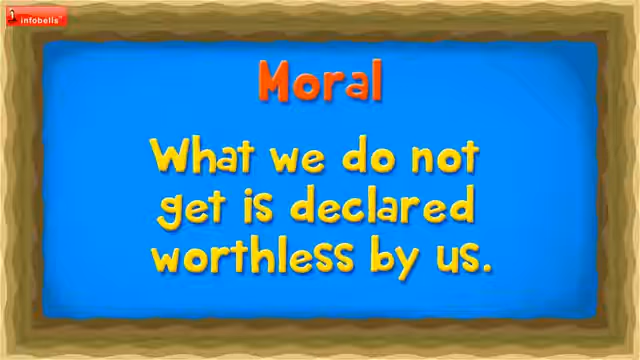 infobells
Moral
What we do not
get is declared
worthless by us.